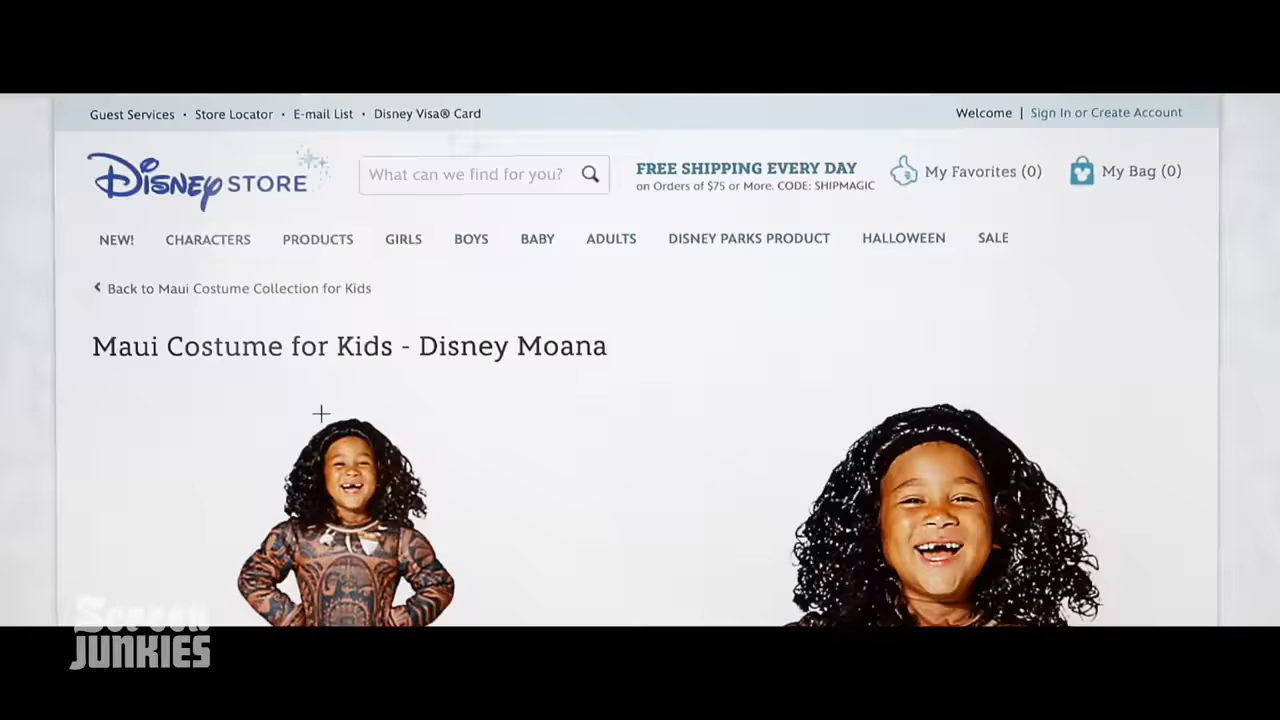 Guest Services · Store Locator · E-mail List · Disney Visa® Card
Welcome | Sign In or Create Account
Disney STORE
What can we find for you?
FREE SHIPPING EVERY DAY
on Orders of $75 or More. CODE: SHIPMAGIC
My Favorites (0)
My Bag (0)
NEW! CHARACTERS PRODUCTS GIRLS BOYS BABY ADULTS DISNEY PARKS PRODUCT HALLOWEEN SALE
Back to Maui Costume Collection for Kids
Maui Costume for Kids - Disney Moana
Screen
JUNKIES